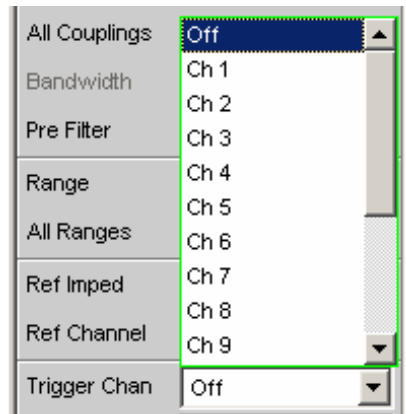 All Couplings
Bandwidth
Pre Filter
Range
All Ranges
Ref Imped
Ref Channel
Trigger Chan Off
Off
Ch 1
Ch 2
Ch 3
Ch 4
Ch 5
Ch 6
Ch 7
Ch 8
Ch 9